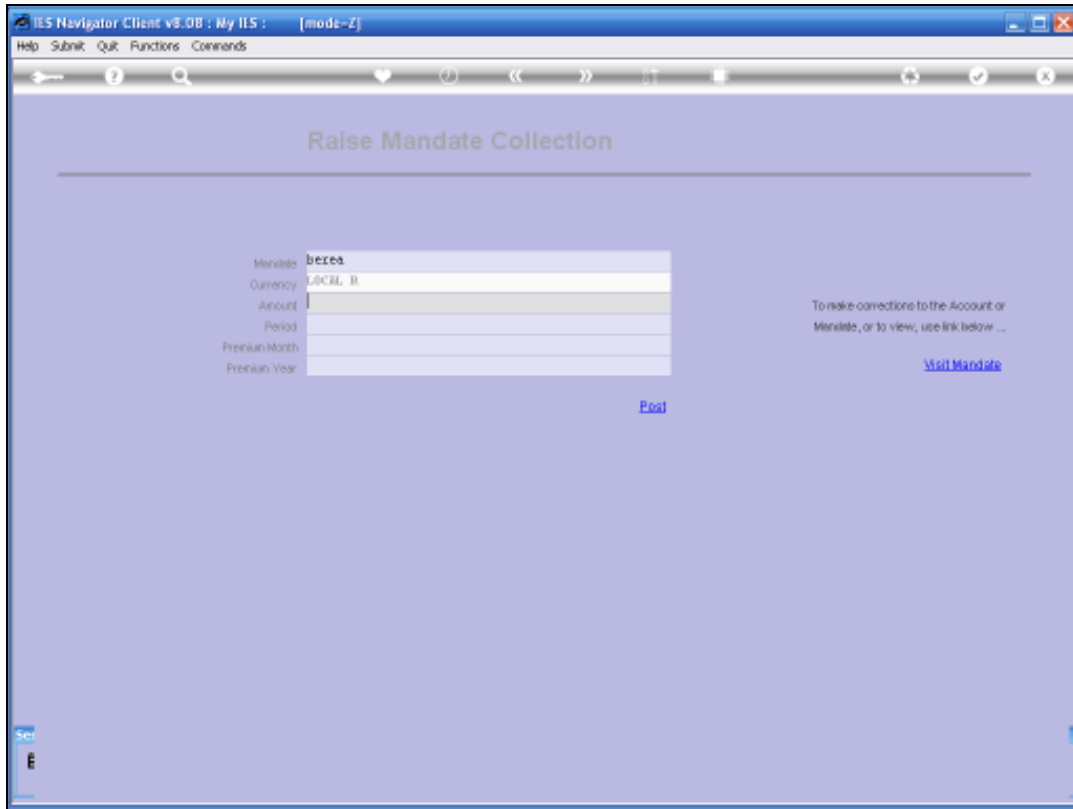 IES Navigator Client v8.08 : My IES : [mode=Z]
Help Submit Quit Functions Commands
Raise Mandate Collection
Mandate berea
Currency LOCAL R
Amount
Period
Premium Month
Premium Year
To make corrections to the Account or
Mandate, or to view, use link below ...
Visit Mandate
Post